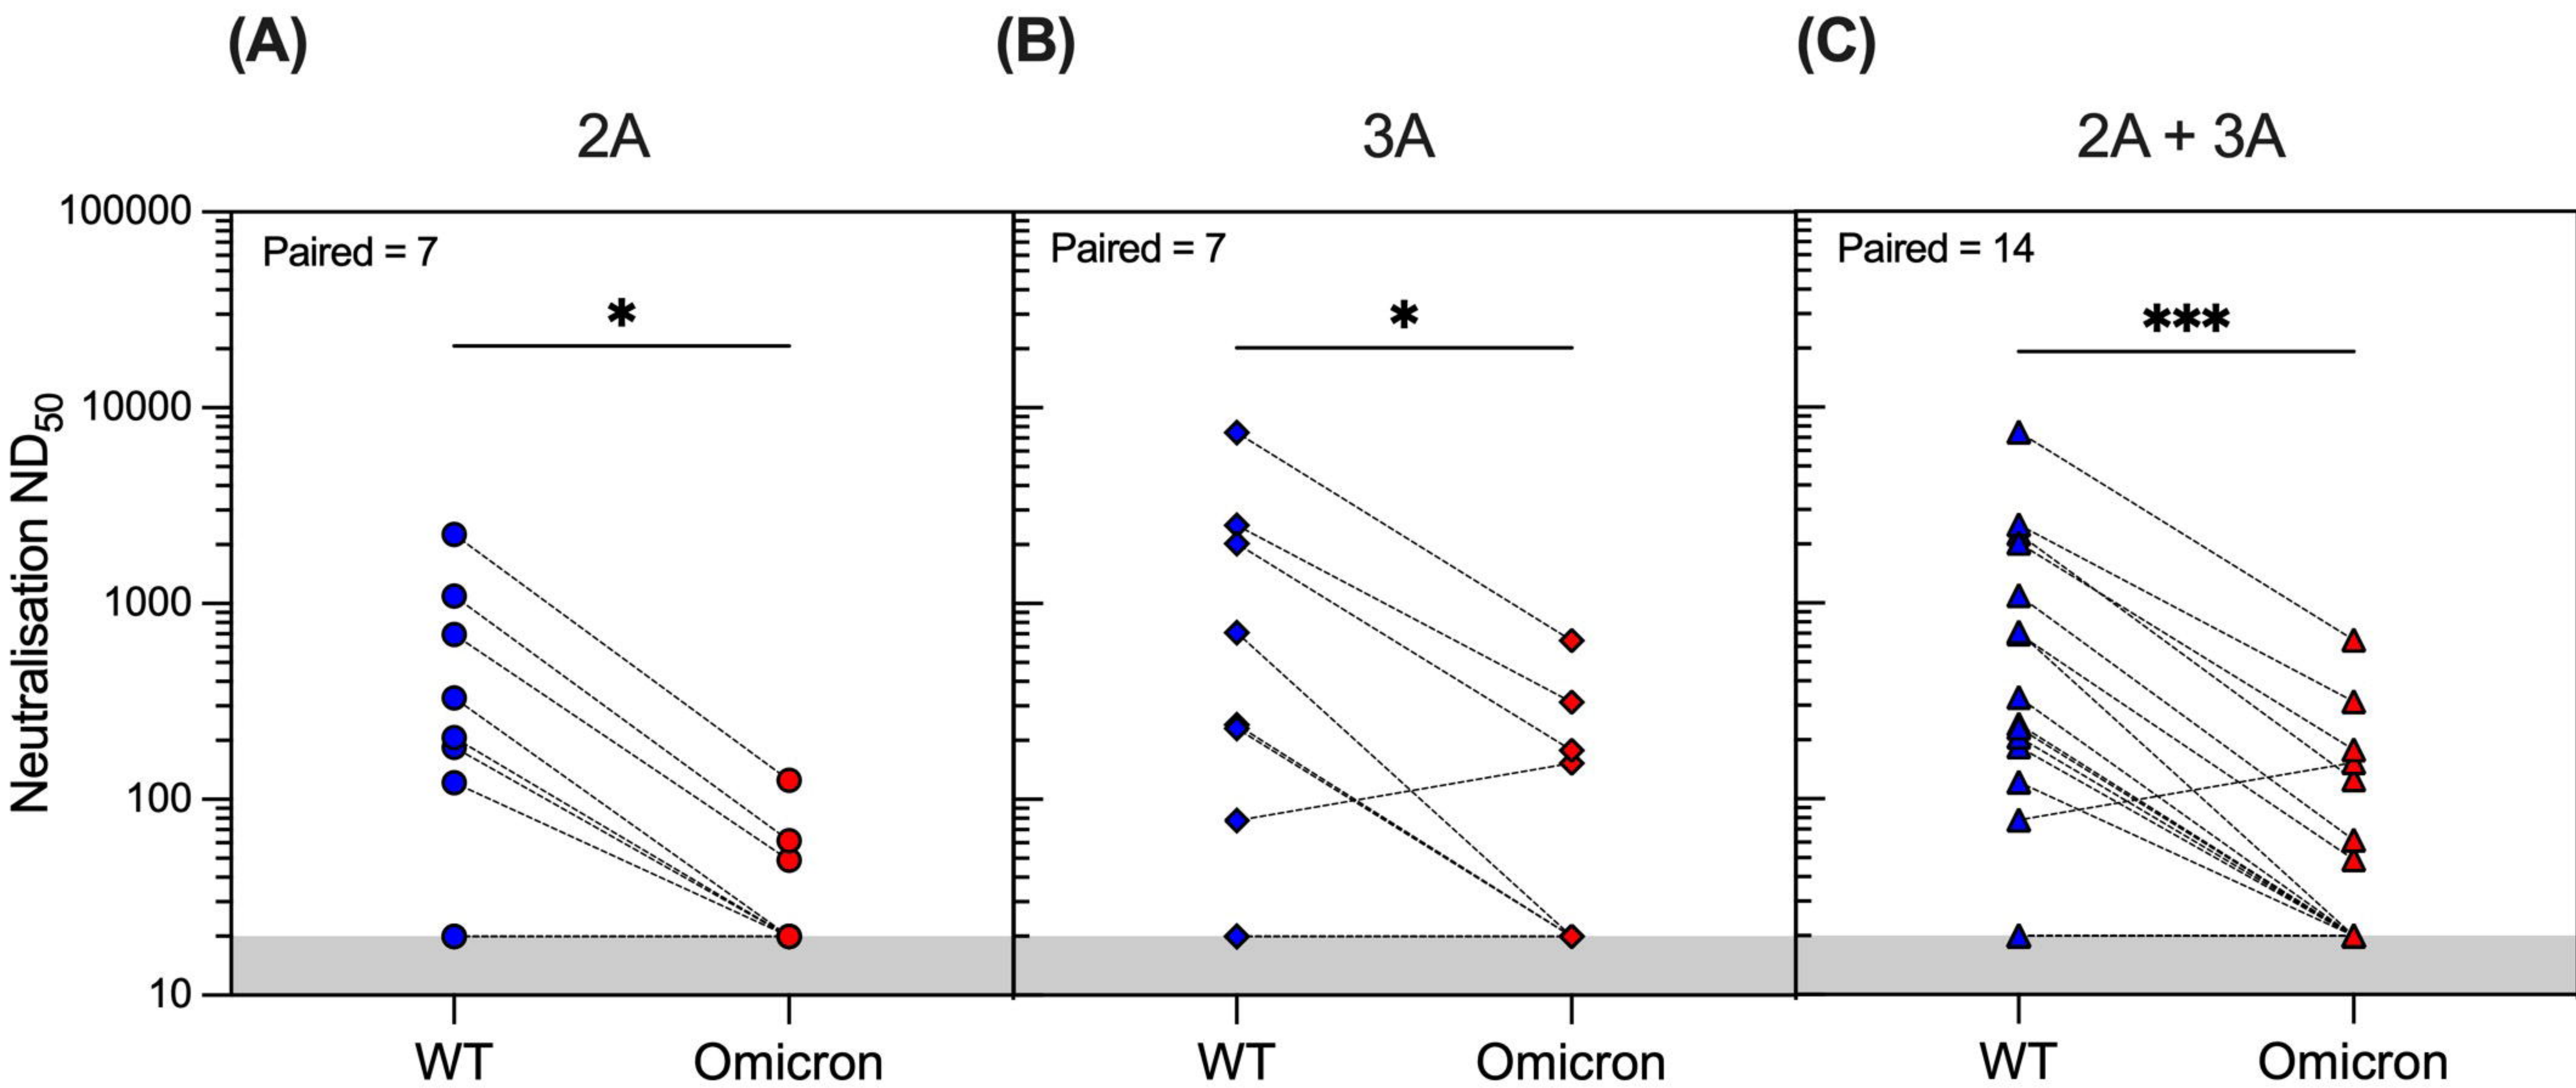 (A) (B) (C)
2A 3A 2A + 3A
100000
Paired = 7 Paired = 7 Paired = 14
* * ***
10000
1000
100
10
Neutralisation ND50
WT Omicron WT Omicron WT Omicron